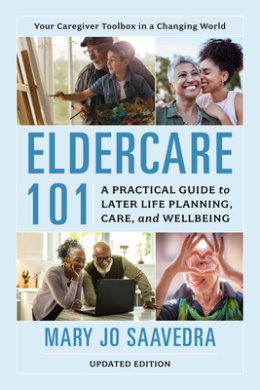 Your Caregiver Toolbox in a Changing World
ELDERCARE
101
A PRACTICAL GUIDE to
LATER LIFE PLANNING,
CARE, and WELLBEING
MARY JO SAAVEDRA
UPDATED EDITION